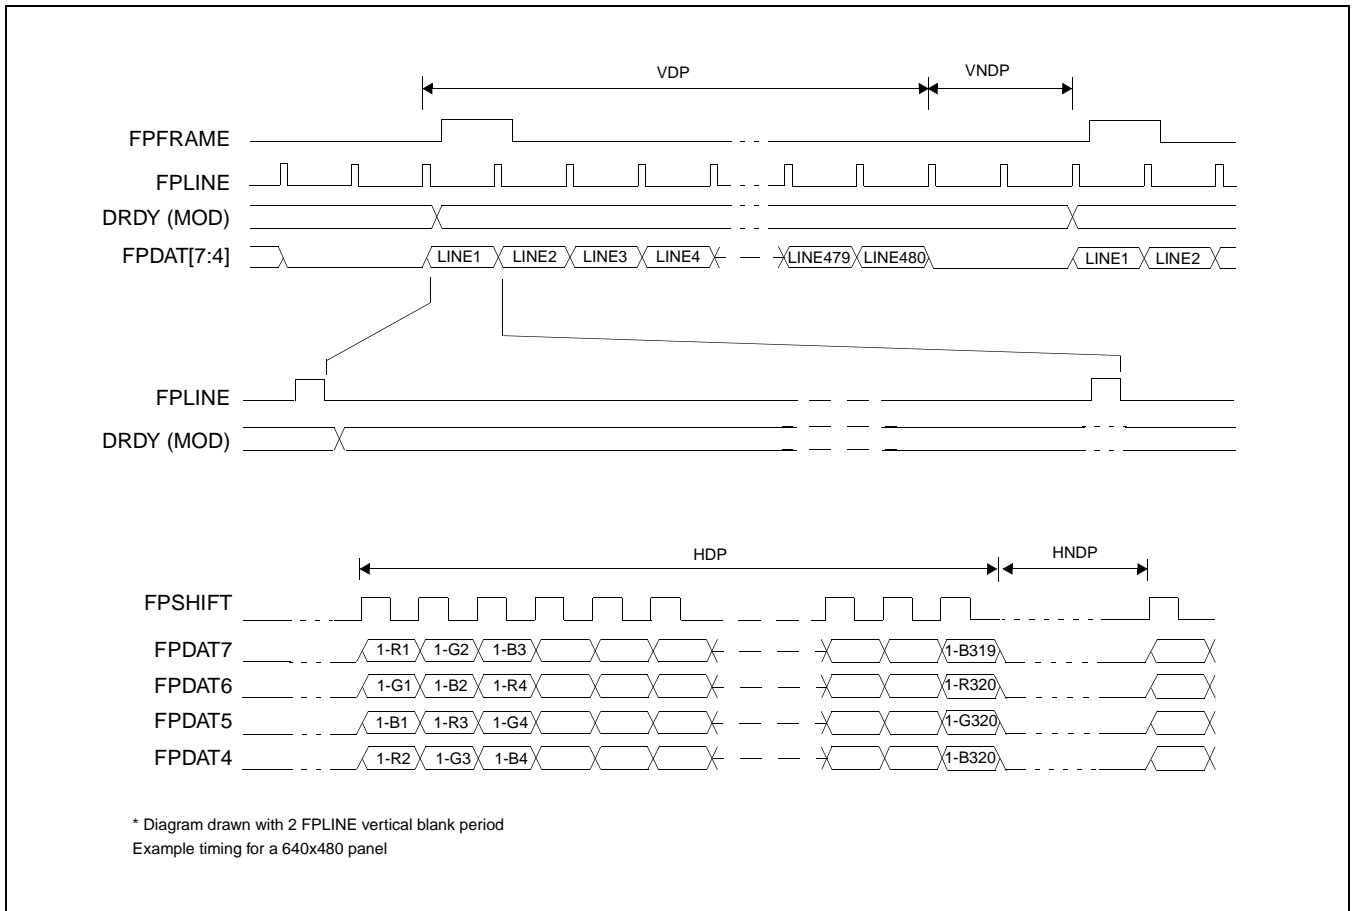 VDP VNDP
FPFRAME
FPLINE
DRDY (MOD)
FPDAT[7:4] LINE1 LINE2 LINE3 LINE4 LINE479 LINE480 LINE1 LINE2
FPLINE
DRDY (MOD)
HDP HNDP
FPSHIFT
FPDAT7 1-R1 1-G2 1-B3 1-B319
FPDAT6 1-G1 1-B2 1-R4 1-R320
FPDAT5 1-B1 1-R3 1-G4 1-G320
FPDAT4 1-R2 1-G3 1-B4 1-B320
* Diagram drawn with 2 FPLINE vertical blank period
Example timing for a 640x480 panel